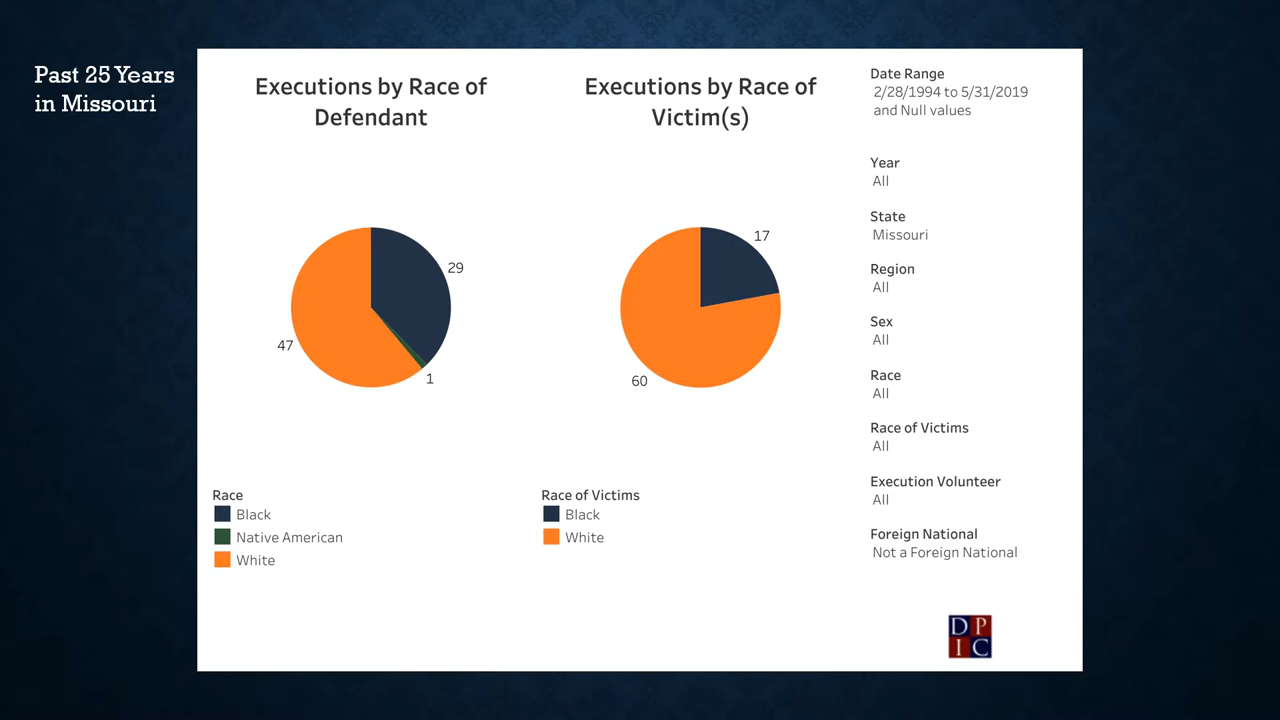 Past 25 Years
in Missouri
Executions by Race of
Defendant
29
47
1
Race
Black
Native American
White
Executions by Race of
Victim(s)
17
60
Race of Victims
Black
White
Date Range
2/28/1994 to 5/31/2019
and Null values
Year
All
State
Missouri
Region
All
Sex
All
Race
All
Race of Victims
All
Execution Volunteer
All
Foreign National
Not a Foreign National
D P
I C